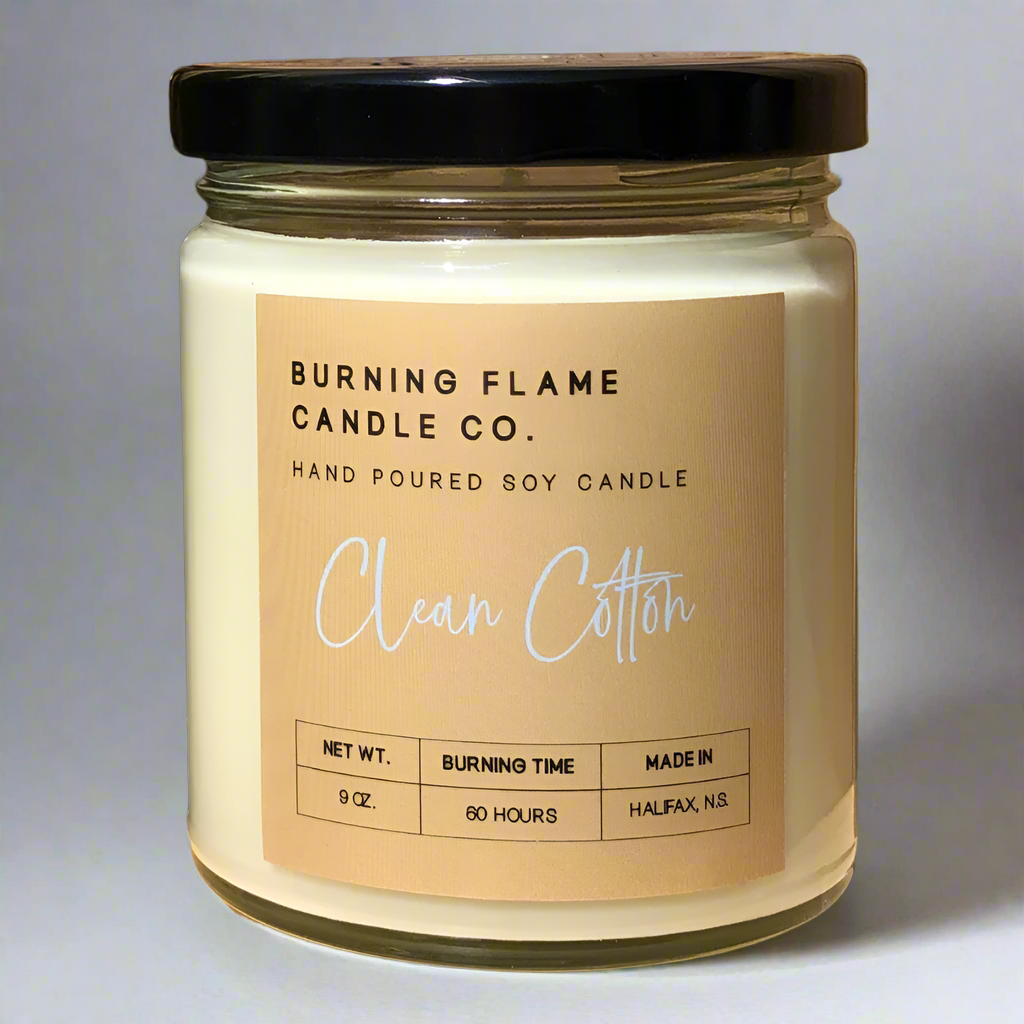 BURNING FLAME
CANDLE CO.
HAND POURED SOY CANDLE
Clean Cotton
NET WT. BURNING TIME MADE IN
9 OZ. 60 HOURS HALIFAX, N.S.